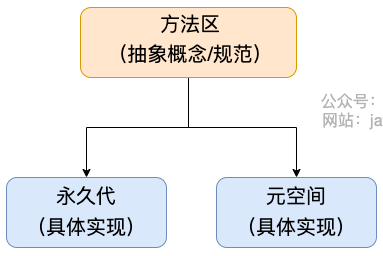 方法区
（抽象概念/规范）
公众号：
网站：ja
永久代
（具体实现）
元空间
（具体实现）